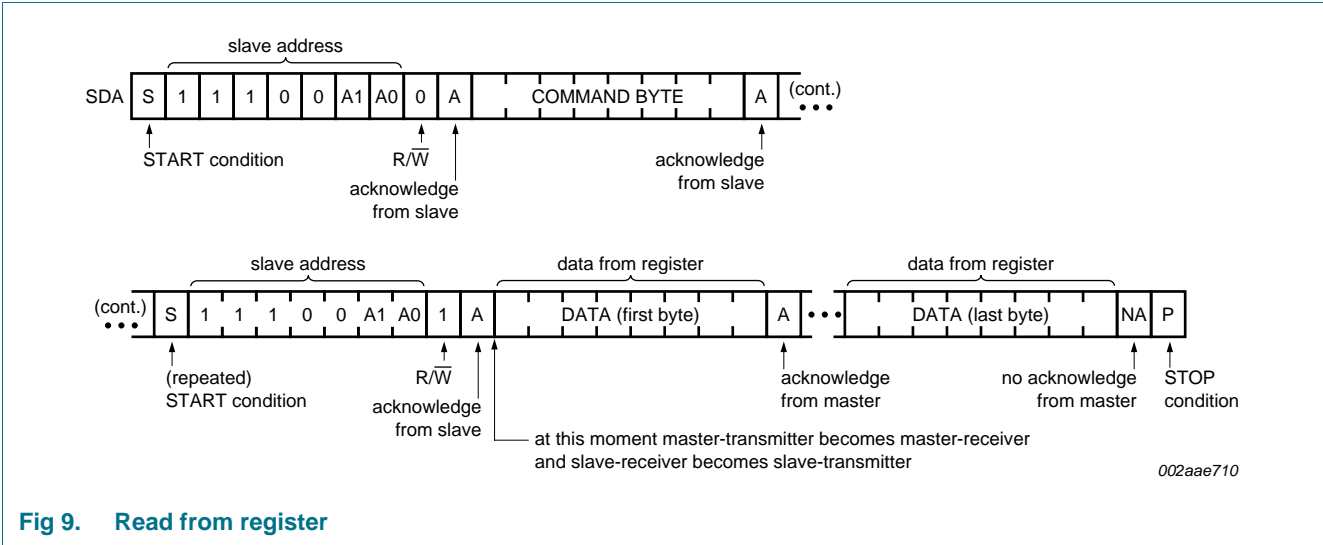 slave address
SDA S 1 1 1 0 0 A1 A0 0 A COMMAND BYTE A (cont.)
START condition
R/W
acknowledge
from slave
acknowledge
from slave
slave address
data from register
data from register
(cont.) S 1 1 1 0 0 A1 A0 1 A DATA (first byte) A DATA (last byte) NA P
(repeated)
START condition
R/W
acknowledge
from slave
acknowledge
from master
no acknowledge
from master
STOP
condition
at this moment master-transmitter becomes master-receiver
and slave-receiver becomes slave-transmitter
002aae710
Fig 9. Read from register